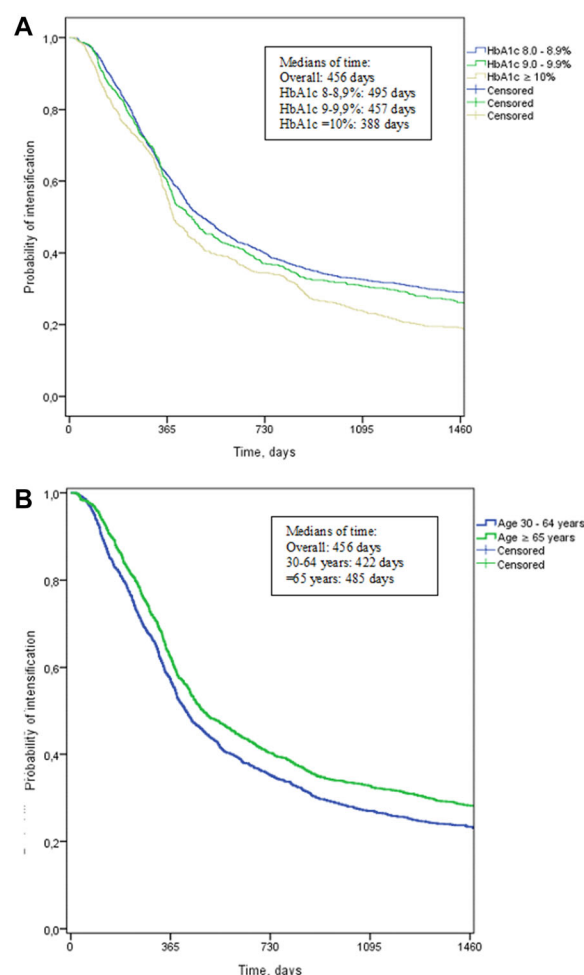 A
1,0
0,8
0,6
0,4
0,2
0,0
Probability of intensification
Medians of time:
Overall: 456 days
HbA1c 8-8,9%: 495 days
HbA1c 9-9,9%: 457 days
HbA1c =10%: 388 days
HbA1c 8.0 - 8.9%
HbA1c 9.0 - 9.9%
HbA1c ≥ 10%
Censored
Censored
Censored
0 365 730 1095 1460
Time, days
B
1,0
0,8
0,6
0,4
0,2
0,0
Probability of intensification
Medians of time:
Overall: 456 days
30-64 years: 422 days
=65 years: 485 days
Age 30 - 64 years
Age ≥ 65 years
Censored
Censored
0 365 730 1095 1460
Time, days